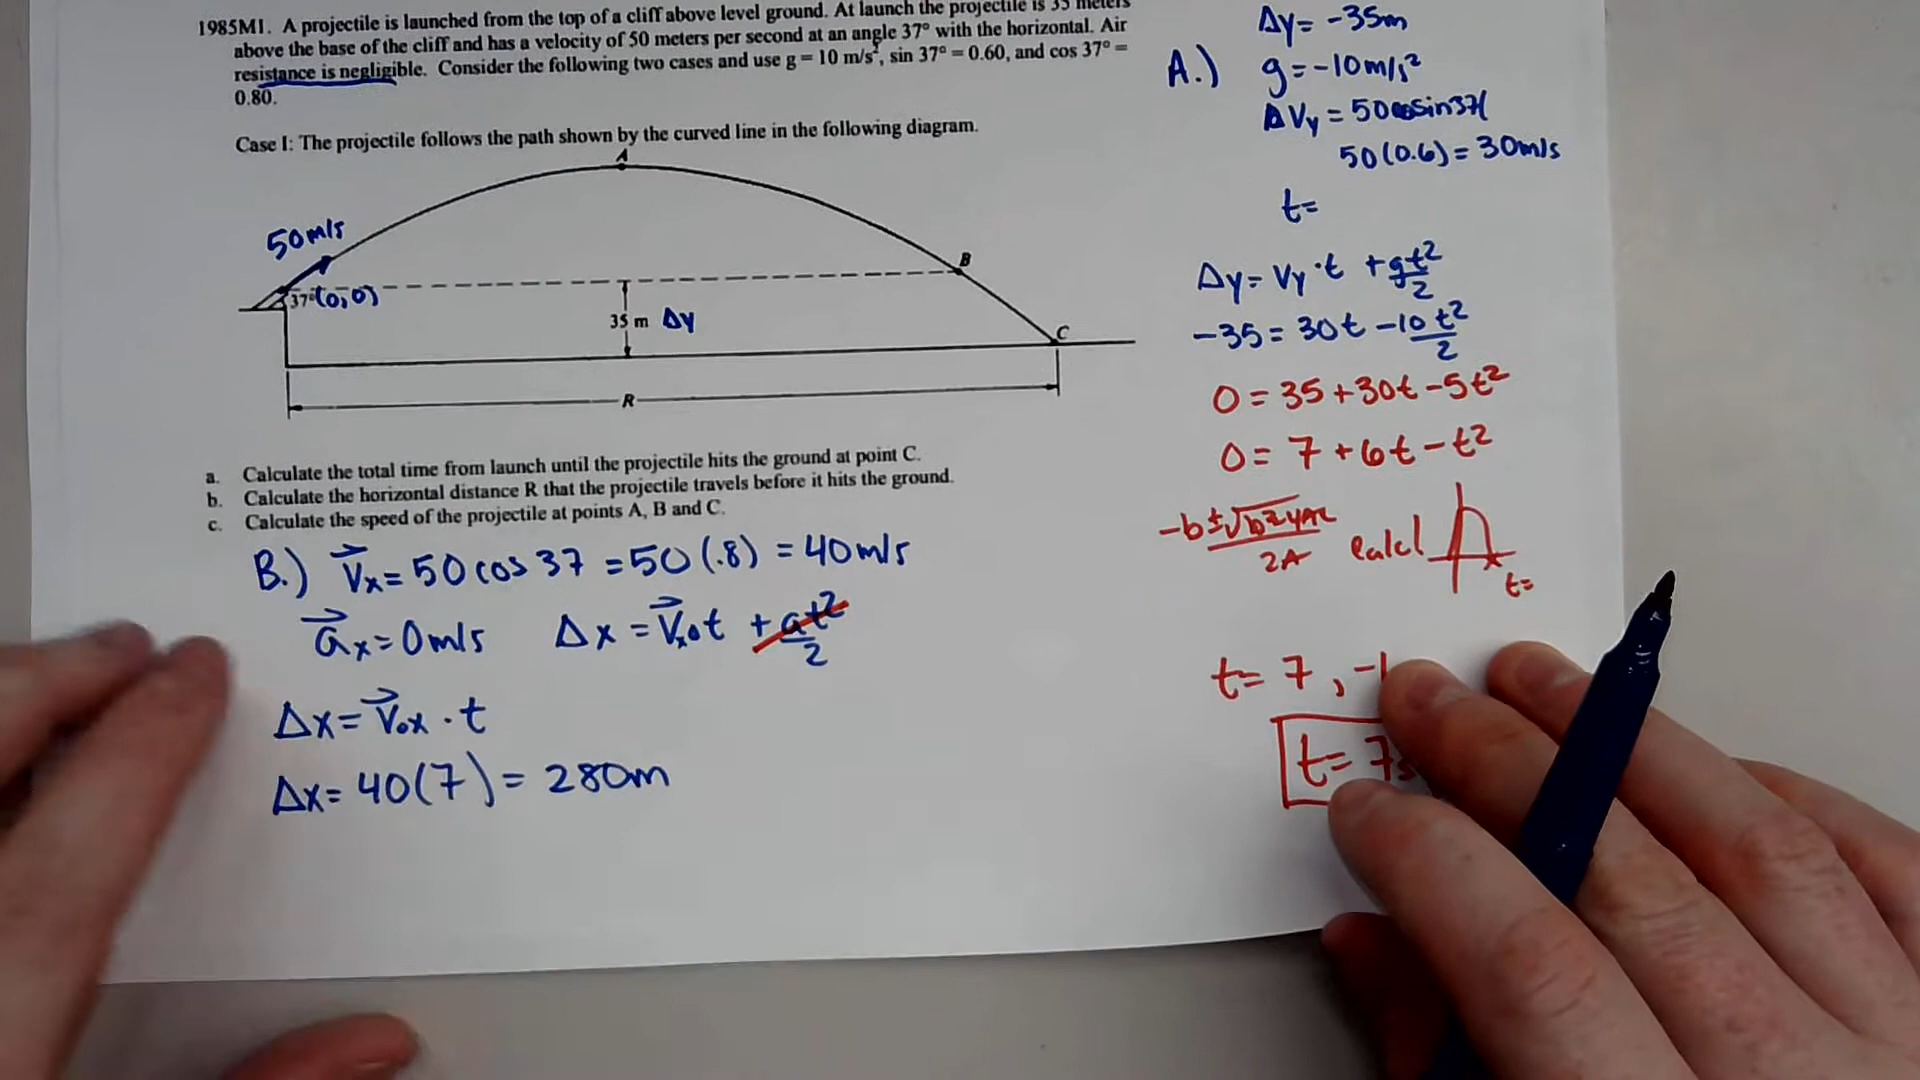 1985M1. A projectile is launched from the top of a cliff above level ground. At launch the projectile is 35 meters
above the base of the cliff and has a velocity of 50 meters per second at an angle 37° with the horizontal. Air
resistance is negligible. Consider the following two cases and use g = 10 m/s², sin 37° = 0.60, and cos 37° =
0.80.
Case I: The projectile follows the path shown by the curved line in the following diagram.
A
50m/s
B
37° (0,0)
35 m Δy
C
R
a. Calculate the total time from launch until the projectile hits the ground at point C.
b. Calculate the horizontal distance R that the projectile travels before it hits the ground.
c. Calculate the speed of the projectile at points A, B and C.
B.) Vx = 50 cos 37 = 50 (.8) = 40m/s
ax = 0m/s Δx = Vx0t + at²/2
Δx = Vox · t
Δx = 40(7) = 280m
Δy = -35m
A.) g = -10m/s²
ΔVy = 50 sin37
50(0.6) = 30m/s
t=
Δy = Vy · t + gt²/2
-35 = 30t - 10t²/2
0 = 35 + 30t - 5t²
0 = 7 + 6t - t²
-b ± √b²4AC / 2A calc!
t=
t = 7, -1
t = 7s